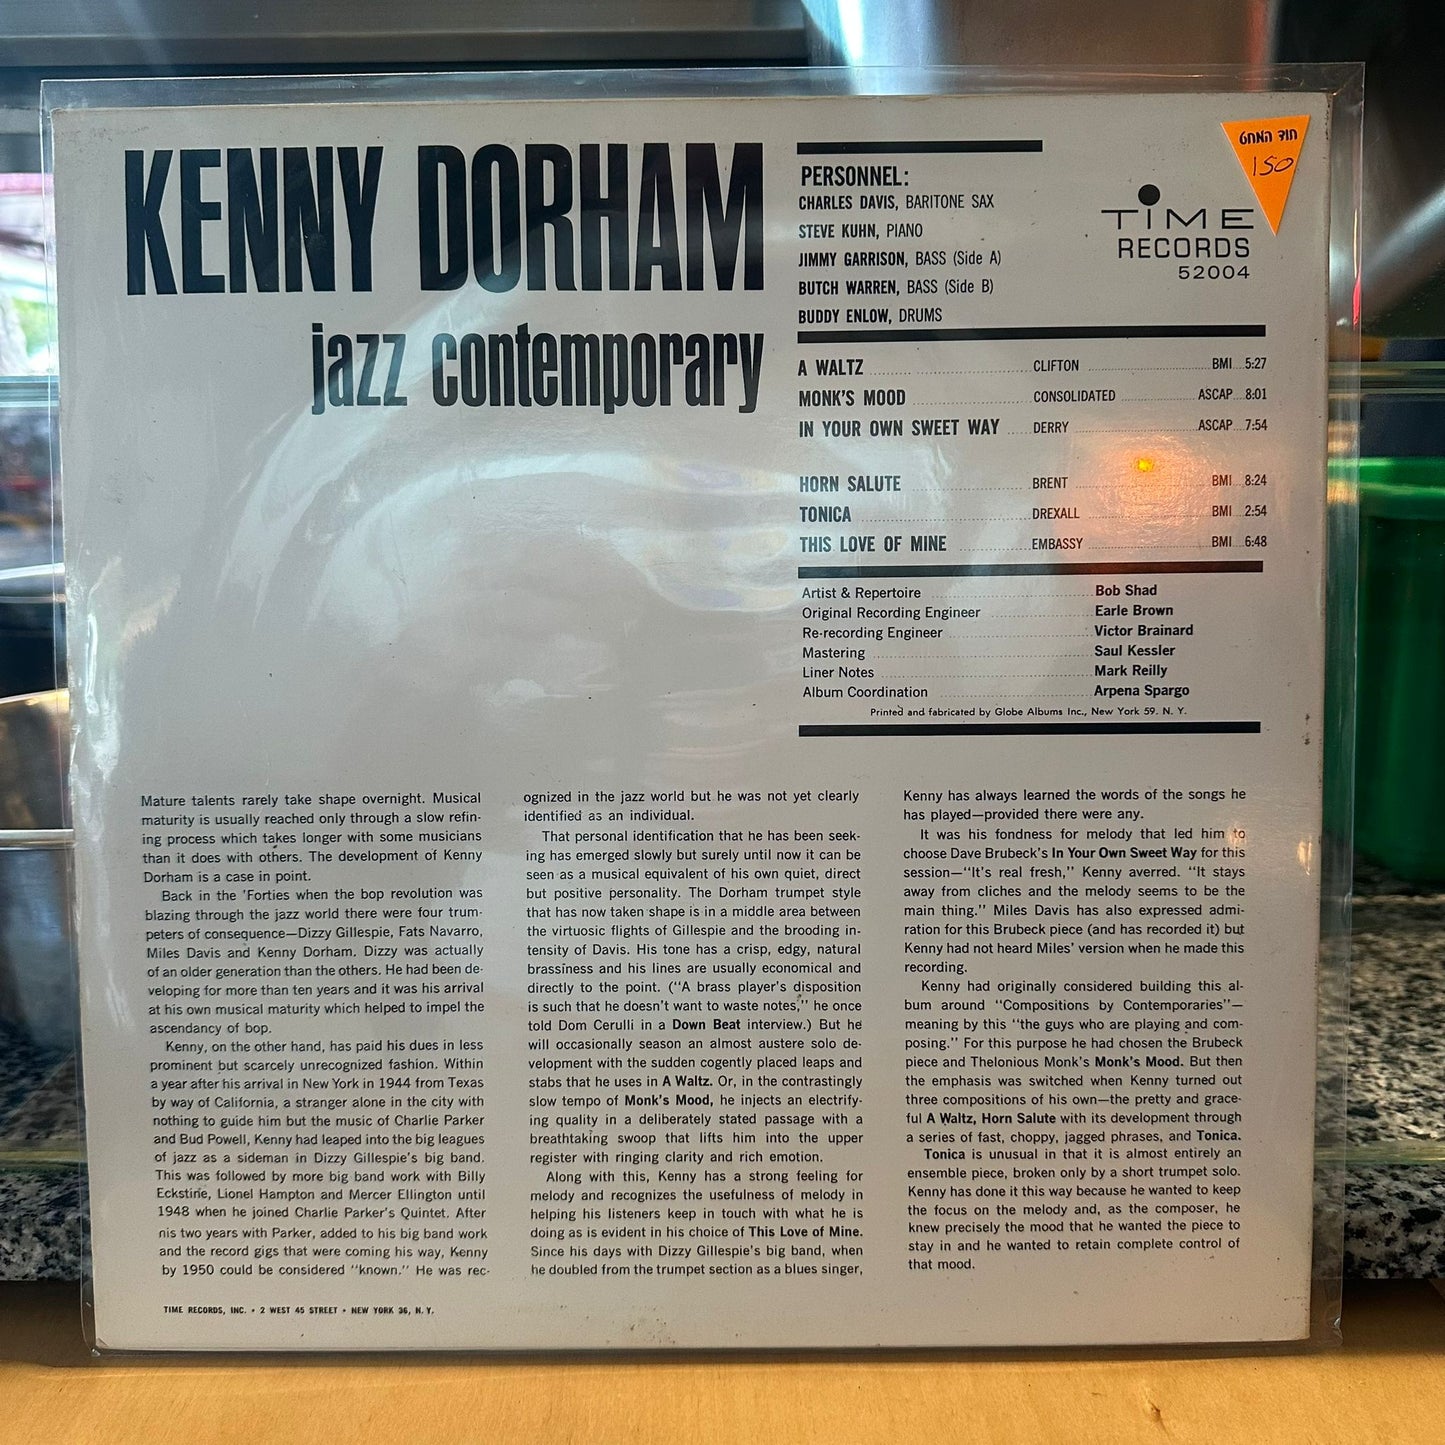 KENNY DORHAM
jazz contemporary
PERSONNEL:
CHARLES DAVIS, BARITONE SAX
STEVE KUHN, PIANO
JIMMY GARRISON, BASS (Side A)
BUTCH WARREN, BASS (Side B)
BUDDY ENLOW, DRUMS
TIME
RECORDS
52004
חוד המחט
150
A WALTZ CLIFTON BMI 5:27
MONK'S MOOD CONSOLIDATED ASCAP 8:01
IN YOUR OWN SWEET WAY DERRY ASCAP 7:54
HORN SALUTE BRENT BMI 8:24
TONICA DREXALL BMI 2:54
THIS LOVE OF MINE EMBASSY BMI 6:48
Artist & Repertoire Bob Shad
Original Recording Engineer Earle Brown
Re-recording Engineer Victor Brainard
Mastering Saul Kessler
Liner Notes Mark Reilly
Album Coordination Arpena Spargo
Printed and fabricated by Globe Albums Inc., New York 59. N. Y.
Mature talents rarely take shape overnight. Musical
maturity is usually reached only through a slow refin-
ing process which takes longer with some musicians
than it does with others. The development of Kenny
Dorham is a case in point.
Back in the 'Forties when the bop revolution was
blazing through the jazz world there were four trum-
peters of consequence—Dizzy Gillespie, Fats Navarro,
Miles Davis and Kenny Dorham. Dizzy was actually
of an older generation than the others. He had been de-
veloping for more than ten years and it was his arrival
at his own musical maturity which helped to impel the
ascendancy of bop.
Kenny, on the other hand, has paid his dues in less
prominent but scarcely unrecognized fashion. Within
a year after his arrival in New York in 1944 from Texas
by way of California, a stranger alone in the city with
nothing to guide him but the music of Charlie Parker
and Bud Powell, Kenny had leaped into the big leagues
of jazz as a sideman in Dizzy Gillespie's big band.
This was followed by more big band work with Billy
Eckstine, Lionel Hampton and Mercer Ellington until
1948 when he joined Charlie Parker's Quintet. After
his two years with Parker, added to his big band work
and the record gigs that were coming his way, Kenny
by 1950 could be considered "known." He was rec-
ognized in the jazz world but he was not yet clearly
identified as an individual.
That personal identification that he has been seek-
ing has emerged slowly but surely until now it can be
seen as a musical equivalent of his own quiet, direct
but positive personality. The Dorham trumpet style
that has now taken shape is in a middle area between
the virtuosic flights of Gillespie and the brooding in-
tensity of Davis. His tone has a crisp, edgy, natural
brassiness and his lines are usually economical and
directly to the point. ("A brass player's disposition
is such that he doesn't want to waste notes," he once
told Dom Cerulli in a Down Beat interview.) But he
will occasionally season an almost austere solo de-
velopment with the sudden cogently placed leaps and
stabs that he uses in A Waltz. Or, in the contrastingly
slow tempo of Monk's Mood, he injects an electrify-
ing quality in a deliberately stated passage with a
breathtaking swoop that lifts him into the upper
register with ringing clarity and rich emotion.
Along with this, Kenny has a strong feeling for
melody and recognizes the usefulness of melody in
helping his listeners keep in touch with what he is
doing as is evident in his choice of This Love of Mine.
Since his days with Dizzy Gillespie's big band, when
he doubled from the trumpet section as a blues singer,
Kenny has always learned the words of the songs he
has played—provided there were any.
It was his fondness for melody that led him to
choose Dave Brubeck's In Your Own Sweet Way for this
session—"It's real fresh," Kenny averred. "It stays
away from cliches and the melody seems to be the
main thing." Miles Davis has also expressed admi-
ration for this Brubeck piece (and has recorded it) but
Kenny had not heard Miles' version when he made this
recording.
Kenny had originally considered building this al-
bum around "Compositions by Contemporaries"—
meaning by this "the guys who are playing and com-
posing." For this purpose he had chosen the Brubeck
piece and Thelonious Monk's Monk's Mood. But then
the emphasis was switched when Kenny turned out
three compositions of his own—the pretty and grace-
ful A Waltz, Horn Salute with its development through
a series of fast, choppy, jagged phrases, and Tonica.
Tonica is unusual in that it is almost entirely an
ensemble piece, broken only by a short trumpet solo.
Kenny has done it this way because he wanted to keep
the focus on the melody and, as the composer, he
knew precisely the mood that he wanted the piece to
stay in and he wanted to retain complete control of
that mood.
TIME RECORDS, INC. • 2 WEST 45 STREET • NEW YORK 36, N. Y.